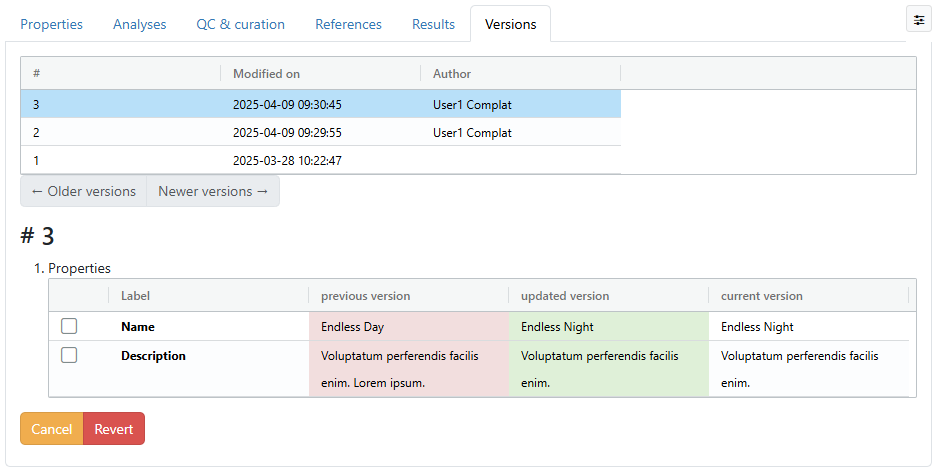 Properties Analyses QC & curation References Results Versions
# Modified on Author
3 2025-04-09 09:30:45 User1 Complat
2 2025-04-09 09:29:55 User1 Complat
1 2025-03-28 10:22:47
← Older versions Newer versions →
# 3
1. Properties
Label previous version updated version current version
Name Endless Day Endless Night Endless Night
Description Voluptatum perferendis facilis Voluptatum perferendis facilis Voluptatum perferendis facilis
enim. Lorem ipsum. enim. enim.
Cancel Revert